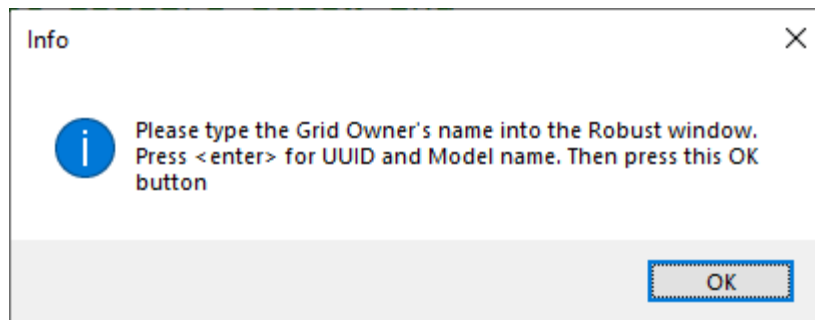 Info
Please type the Grid Owner's name into the Robust window.
Press <enter> for UUID and Model name. Then press this OK
button
OK